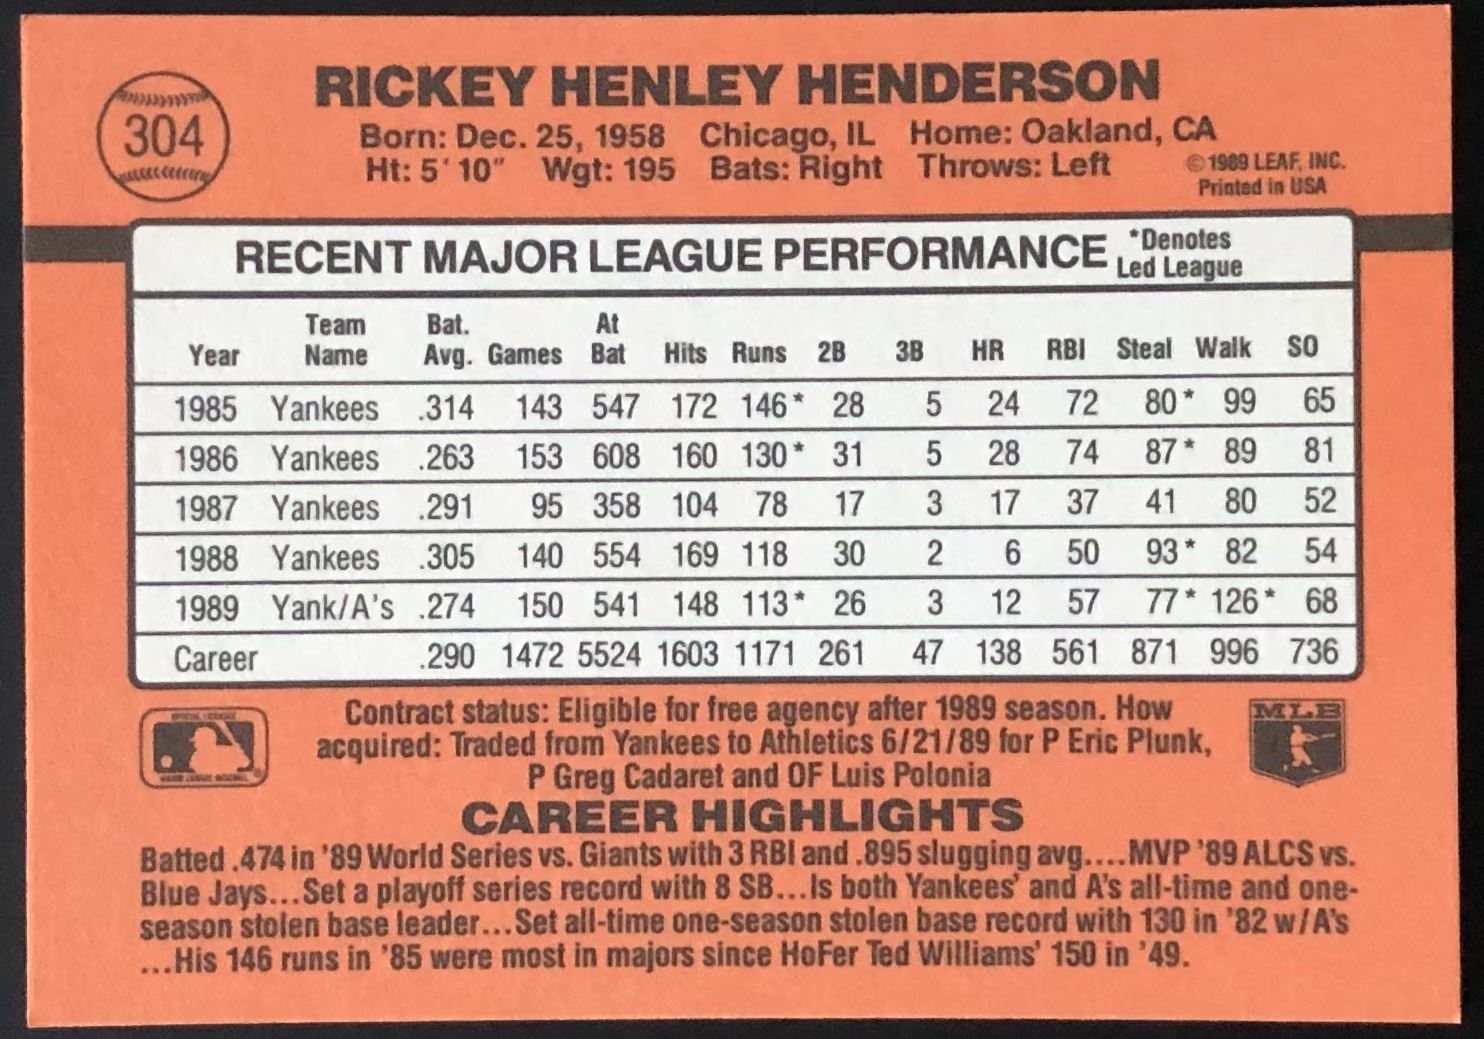 304
RICKEY HENLEY HENDERSON
Born: Dec. 25, 1958 Chicago, IL Home: Oakland, CA
Ht: 5' 10" Wgt: 195 Bats: Right Throws: Left
©1989 LEAF, INC.
Printed in USA
RECENT MAJOR LEAGUE PERFORMANCE *Denotes Led League
Year Team Name Bat. Avg. Games At Bat Hits Runs 2B 3B HR RBI Steal Walk SO
1985 Yankees .314 143 547 172 146* 28 5 24 72 80* 99 65
1986 Yankees .263 153 608 160 130* 31 5 28 74 87* 89 81
1987 Yankees .291 95 358 104 78 17 3 17 37 41 80 52
1988 Yankees .305 140 554 169 118 30 2 6 50 93* 82 54
1989 Yank/A's .274 150 541 148 113* 26 3 12 57 77* 126* 68
Career .290 1472 5524 1603 1171 261 47 138 561 871 996 736
Contract status: Eligible for free agency after 1989 season. How
acquired: Traded from Yankees to Athletics 6/21/89 for P Eric Plunk,
P Greg Cadaret and OF Luis Polonia
MLB
CAREER HIGHLIGHTS
Batted .474 in '89 World Series vs. Giants with 3 RBI and .895 slugging avg....MVP '89 ALCS vs.
Blue Jays...Set a playoff series record with 8 SB...Is both Yankees' and A's all-time and one-
season stolen base leader...Set all-time one-season stolen base record with 130 in '82 w/A's
...His 146 runs in '85 were most in majors since HoFer Ted Williams' 150 in '49.